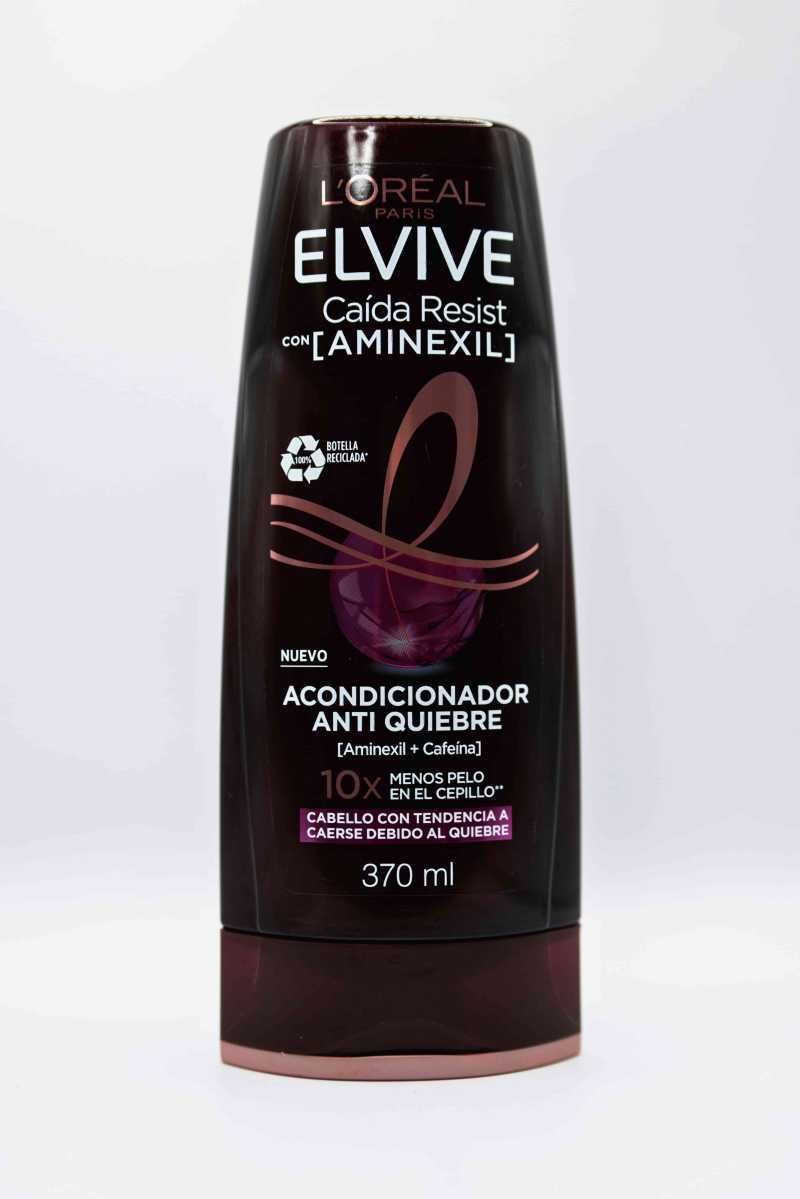 L'ORÉAL
PARIS
ELVIVE
Caída Resist
CON [AMINEXIL]
100%
BOTELLA
RECICLADA*
NUEVO
ACONDICIONADOR
ANTI QUIEBRE
[Aminexil + Cafeína]
10x MENOS PELO
EN EL CEPILLO**
CABELLO CON TENDENCIA A
CAERSE DEBIDO AL QUIEBRE
370 ml